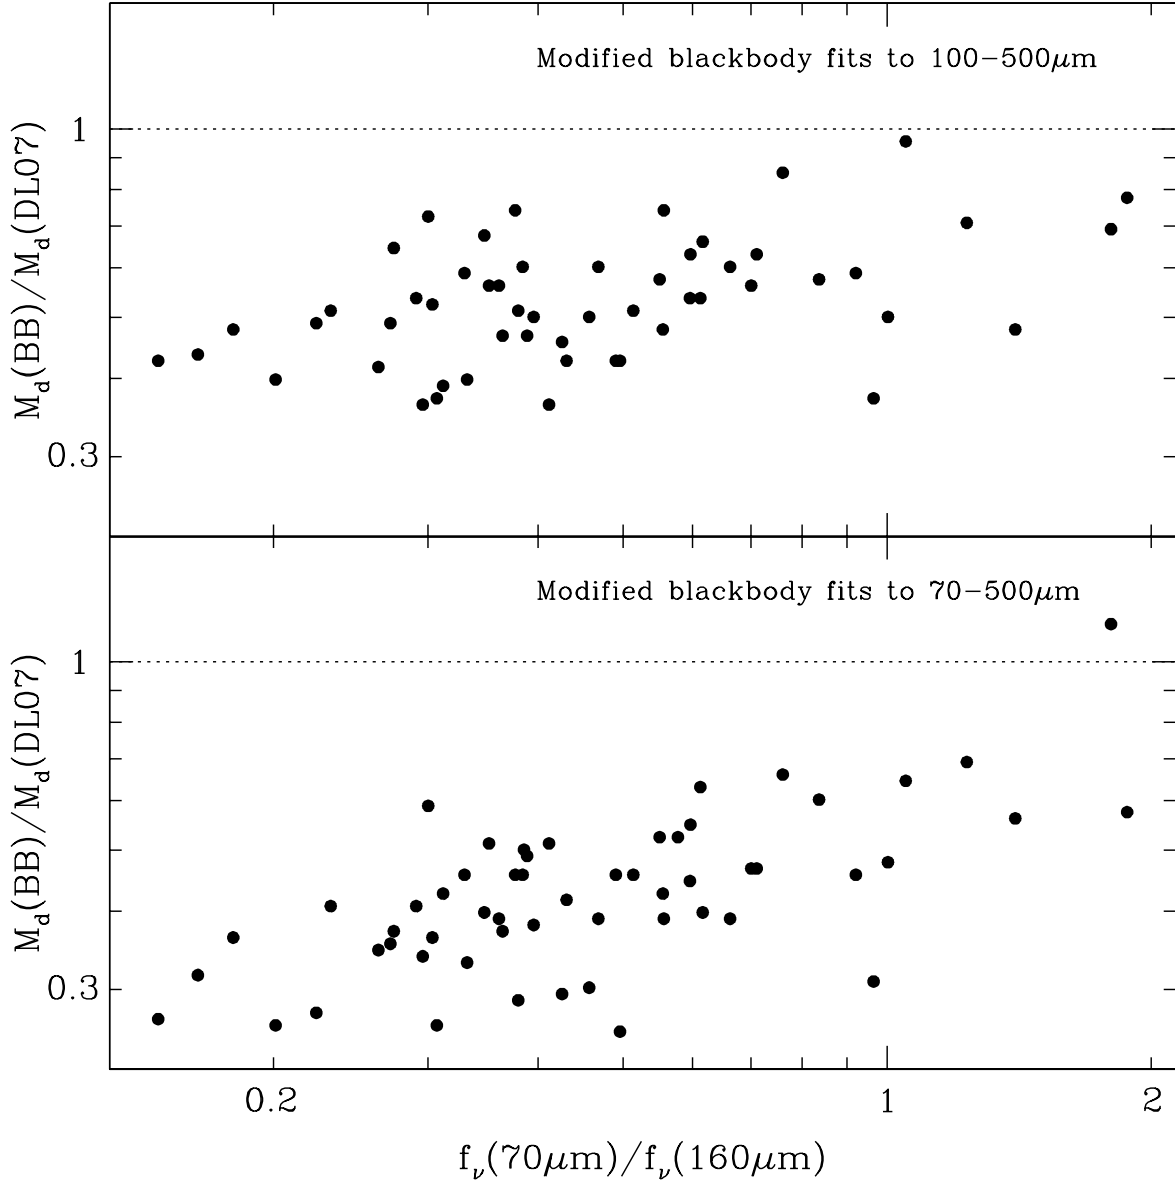 Modified blackbody fits to 100–500μm
1
M_d(BB)/M_d(DL07)
0.3
Modified blackbody fits to 70–500μm
1
M_d(BB)/M_d(DL07)
0.3
0.2
1
2
f_ν(70μm)/f_ν(160μm)